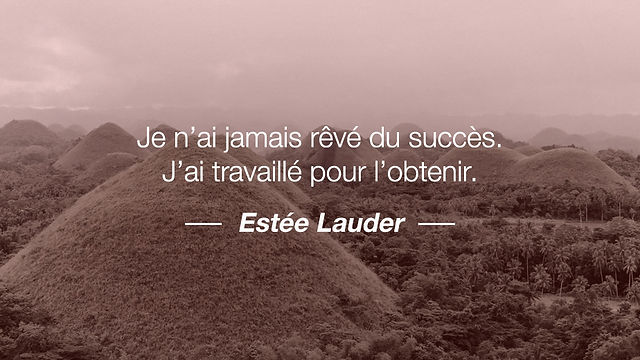 Je n’ai jamais rêvé du succès.
J’ai travaillé pour l’obtenir.
— Estée Lauder —